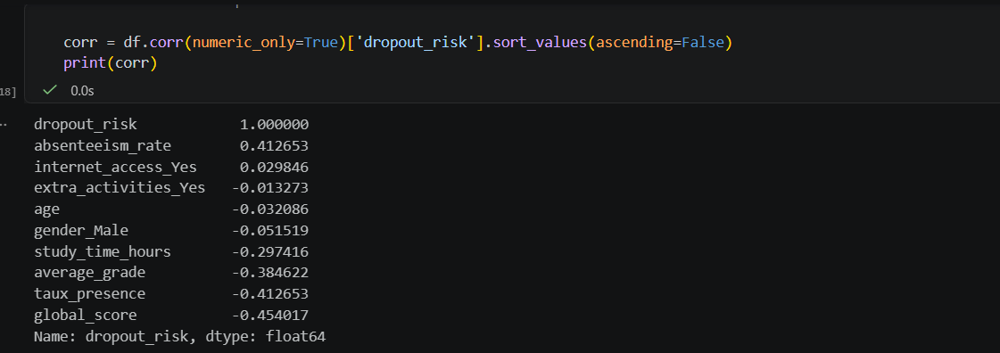 corr = df.corr(numeric_only=True)['dropout_risk'].sort_values(ascending=False)
print(corr)
18]
0.0s
dropout_risk 1.000000
absenteeism_rate 0.412653
internet_access_Yes 0.029846
extra_activities_Yes -0.013273
age -0.032086
gender_Male -0.051519
study_time_hours -0.297416
average_grade -0.384622
taux_presence -0.412653
global_score -0.454017
Name: dropout_risk, dtype: float64